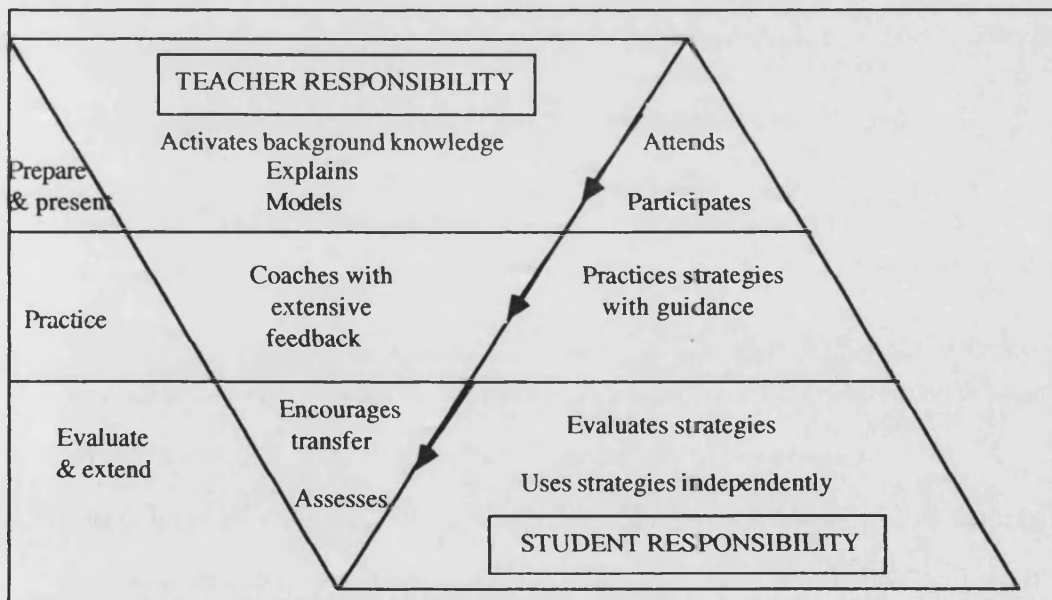 TEACHER RESPONSIBILITY
Prepare
& present
Activates background knowledge
Explains
Models
Attends
Participates
Practice
Coaches with
extensive
feedback
Practices strategies
with guidance
Evaluate
& extend
Encourages
transfer
Assesses
Evaluates strategies
Uses strategies independently
STUDENT RESPONSIBILITY